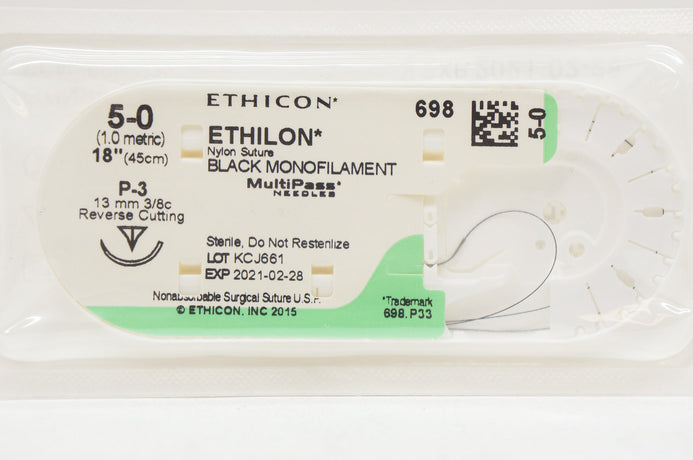 5-0
(1.0 metric)
18" (45cm)
P-3
13 mm 3/8c
Reverse Cutting
ETHICON*
ETHILON*
Nylon Suture
BLACK MONOFILAMENT
MultiPass*
NEEDLES
Sterile, Do Not Resterilize
LOT KCJ661
EXP 2021-02-28
Nonabsorbable Surgical Suture U.S.P.
© ETHICON, INC 2015
698
5-0
*Trademark
698.P33